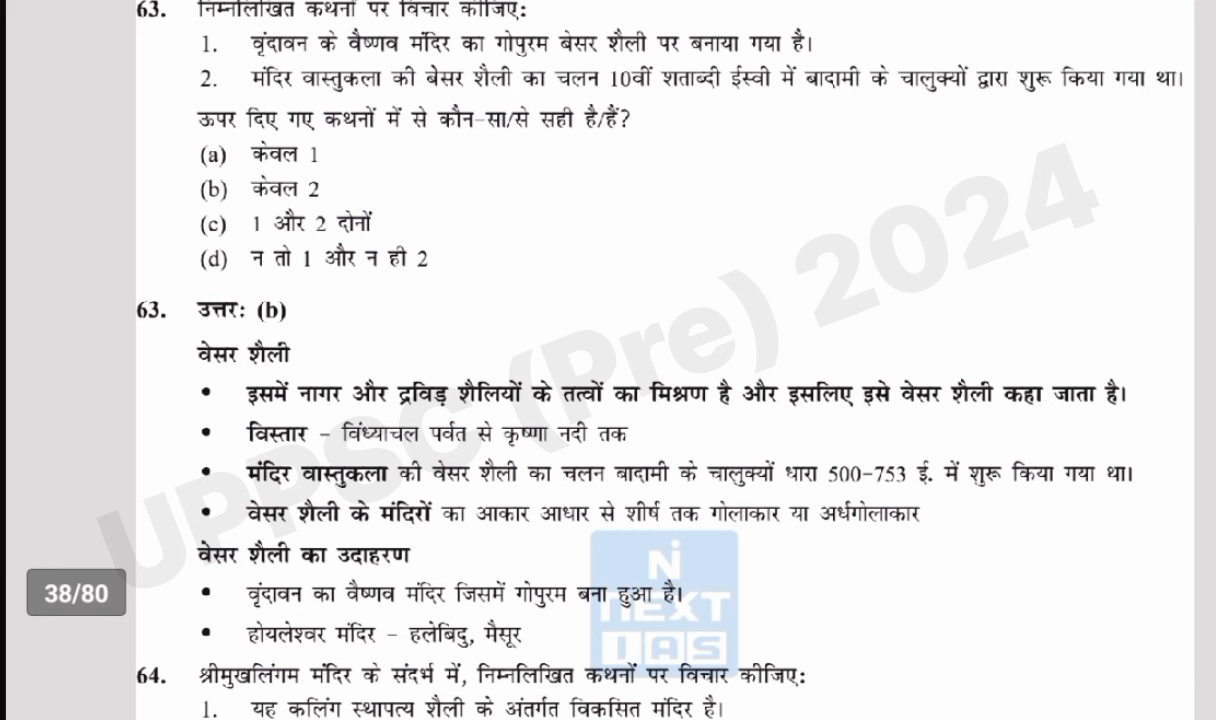 63. निम्नलिखित कथनों पर विचार कीजिए:
1. वृंदावन के वैष्णव मंदिर का गोपुरम बेसर शैली पर बनाया गया है।
2. मंदिर वास्तुकला की बेसर शैली का चलन 10वीं शताब्दी ईस्वी में बादामी के चालुक्यों द्वारा शुरू किया गया था।
ऊपर दिए गए कथनों में से कौन-सा/से सही है/हैं?
(a) केवल 1
(b) केवल 2
(c) 1 और 2 दोनों
(d) न तो 1 और न ही 2
63. उत्तर: (b)
वेसर शैली
• इसमें नागर और द्रविड़ शैलियों के तत्वों का मिश्रण है और इसलिए इसे वेसर शैली कहा जाता है।
• विस्तार - विंध्याचल पर्वत से कृष्णा नदी तक
• मंदिर वास्तुकला की वेसर शैली का चलन बादामी के चालुक्यों धारा 500-753 ई. में शुरू किया गया था।
• वेसर शैली के मंदिरों का आकार आधार से शीर्ष तक गोलाकार या अर्धगोलाकार
वेसर शैली का उदाहरण
• वृंदावन का वैष्णव मंदिर जिसमें गोपुरम बना हुआ है।
• होयलेश्वर मंदिर - हलेबिदु, मैसूर
64. श्रीमुखलिंगम मंदिर के संदर्भ में, निम्नलिखित कथनों पर विचार कीजिए:
1. यह कलिंग स्थापत्य शैली के अंतर्गत विकसित मंदिर है।
38/80
UPPSC (Pre) 2024
N
NEXT
IAS